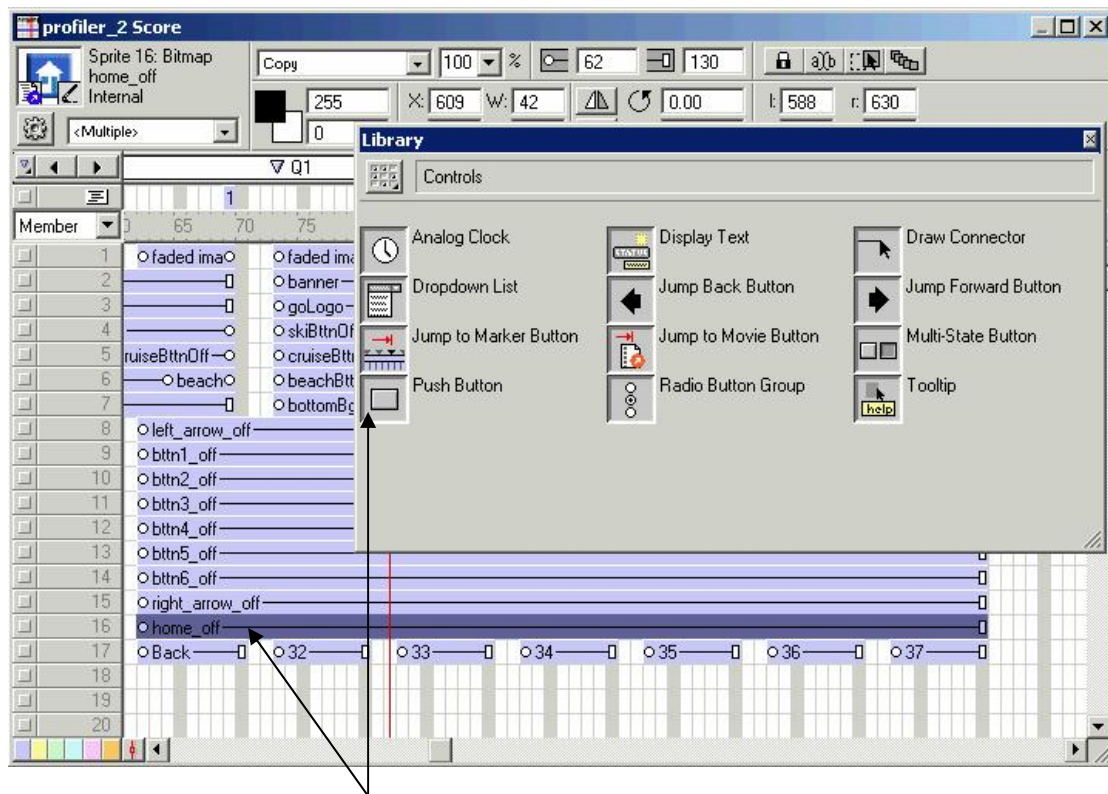 profiler_2 Score
Sprite 16: Bitmap
home_off
Internal
Copy
100
%
62
130
255
X: 609
W: 42
0.00
l: 588
r: 630
<Multiple>
0
Q1
1
Member
65
70
75
Library
Controls
Analog Clock
Display Text
Draw Connector
Dropdown List
Jump Back Button
Jump Forward Button
Jump to Marker Button
Jump to Movie Button
Multi-State Button
Push Button
Radio Button Group
Tooltip
help
1 faded ima faded ima
2 banner
3 goLogo
4 skiBttnOf
5 ruiseBttnOff cruiseBttn
6 beach beachBtt
7 bottomBg
8 left_arrow_off
9 bttn1_off
10 bttn2_off
11 bttn3_off
12 bttn4_off
13 bttn5_off
14 bttn6_off
15 right_arrow_off
16 home_off
17 Back 32 33 34 35 36 37
18
19
20